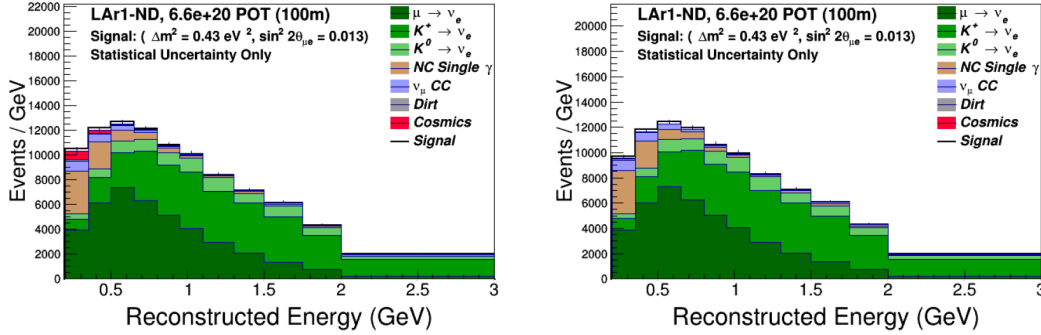 LAr1-ND, 6.6e+20 POT (100m)
Signal: ( Δm² = 0.43 eV ², sin² 2θμe = 0.013)
Statistical Uncertainty Only
μ → νe
K⁺ → νe
K⁰ → νe
NC Single γ
νμ CC
Dirt
Cosmics
Signal
Events / GeV
22000
20000
18000
16000
14000
12000
10000
8000
6000
4000
2000
0
0.5 1 1.5 2 2.5 3
Reconstructed Energy (GeV)
LAr1-ND, 6.6e+20 POT (100m)
Signal: ( Δm² = 0.43 eV ², sin² 2θμe = 0.013)
Statistical Uncertainty Only
μ → νe
K⁺ → νe
K⁰ → νe
NC Single γ
νμ CC
Dirt
Cosmics
Signal
Events / GeV
22000
20000
18000
16000
14000
12000
10000
8000
6000
4000
2000
0
0.5 1 1.5 2 2.5 3
Reconstructed Energy (GeV)